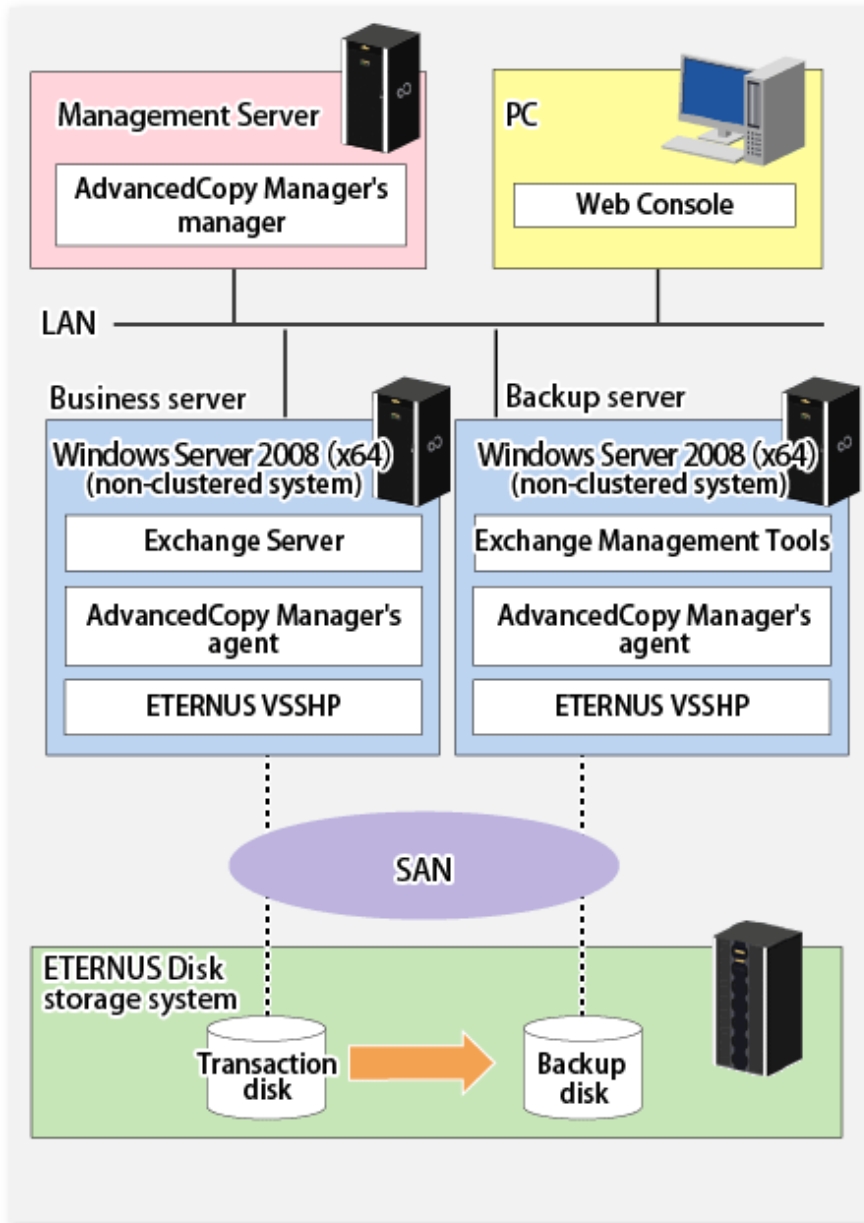 Management Server
AdvancedCopy Manager's
manager
PC
Web Console
LAN
Business server
Windows Server 2008 (x64)
(non-clustered system)
Exchange Server
AdvancedCopy Manager's
agent
ETERNUS VSSHP
Backup server
Windows Server 2008 (x64)
(non-clustered system)
Exchange Management Tools
AdvancedCopy Manager's
agent
ETERNUS VSSHP
SAN
ETERNUS Disk
storage system
Transaction
disk
Backup
disk